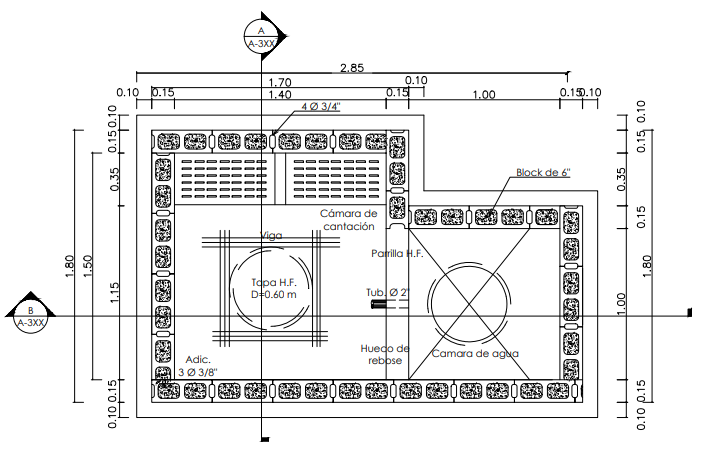 A
A-3XX
2.85
1.70
0.10
0.10
0.15
1.40
0.15
1.00
0.15
0.10
4 Ø 3/4"
0.10
0.15
0.35
1.15
0.15
0.10
1.80
1.50
Block de 6"
0.10
0.35
0.15
1.00
0.15
0.10
1.80
Cámara de
cantación
Viga
Parrilla H.F.
Tapa H.F.
D=0.60 m
Tub. Ø 2"
B
A-3XX
Hueco de
rebose
Camara de agua
Adic.
3 Ø 3/8"